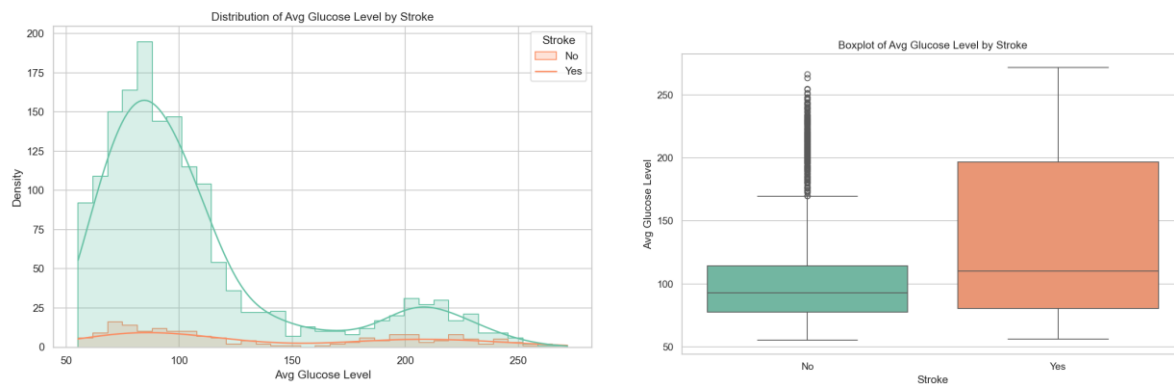 Distribution of Avg Glucose Level by Stroke
200
175
150
125
100
75
50
25
0
Density
50
100
150
200
250
Avg Glucose Level
Stroke
No
Yes
Boxplot of Avg Glucose Level by Stroke
250
200
150
100
50
Avg Glucose Level
No
Yes
Stroke